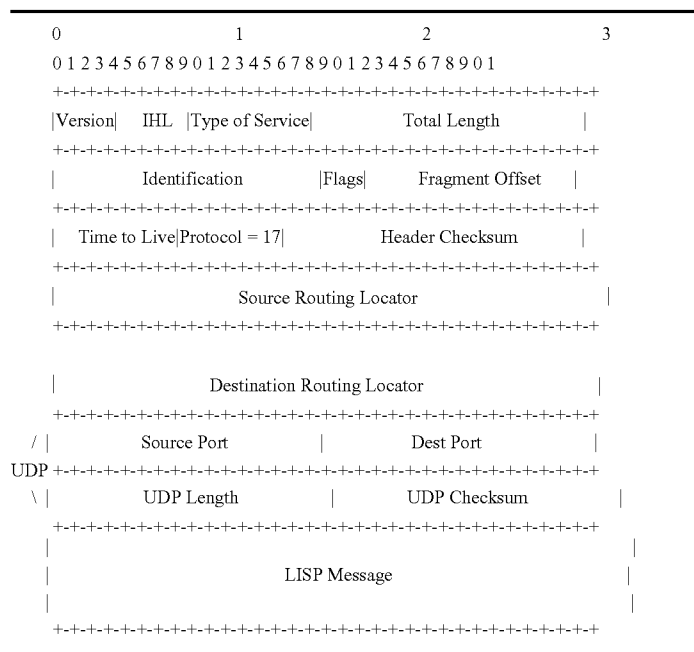 0 1 2 3
0 1 2 3 4 5 6 7 8 9 0 1 2 3 4 5 6 7 8 9 0 1 2 3 4 5 6 7 8 9 0 1
+-+-+-+-+-+-+-+-+-+-+-+-+-+-+-+-+-+-+-+-+-+-+-+-+-+-+-+-+-+-+-+-+
|Version| IHL |Type of Service| Total Length |
+-+-+-+-+-+-+-+-+-+-+-+-+-+-+-+-+-+-+-+-+-+-+-+-+-+-+-+-+-+-+-+-+
| Identification |Flags| Fragment Offset |
+-+-+-+-+-+-+-+-+-+-+-+-+-+-+-+-+-+-+-+-+-+-+-+-+-+-+-+-+-+-+-+-+
| Time to Live|Protocol = 17| Header Checksum |
+-+-+-+-+-+-+-+-+-+-+-+-+-+-+-+-+-+-+-+-+-+-+-+-+-+-+-+-+-+-+-+-+
| Source Routing Locator |
+-+-+-+-+-+-+-+-+-+-+-+-+-+-+-+-+-+-+-+-+-+-+-+-+-+-+-+-+-+-+-+-+
| Destination Routing Locator |
+-+-+-+-+-+-+-+-+-+-+-+-+-+-+-+-+-+-+-+-+-+-+-+-+-+-+-+-+-+-+-+-+
/ | Source Port | Dest Port |
UDP +-+-+-+-+-+-+-+-+-+-+-+-+-+-+-+-+-+-+-+-+-+-+-+-+-+-+-+-+-+-+-+-+
\ | UDP Length | UDP Checksum |
+-+-+-+-+-+-+-+-+-+-+-+-+-+-+-+-+-+-+-+-+-+-+-+-+-+-+-+-+-+-+-+-+
| |
| LISP Message |
| |
+-+-+-+-+-+-+-+-+-+-+-+-+-+-+-+-+-+-+-+-+-+-+-+-+-+-+-+-+-+-+-+-+